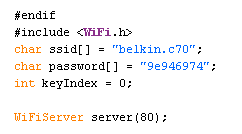 #endif
#include <WiFi.h>
char ssid[] = "belkin.c70";
char password[] = "9e946974";
int keyIndex = 0;
WiFiServer server(80);